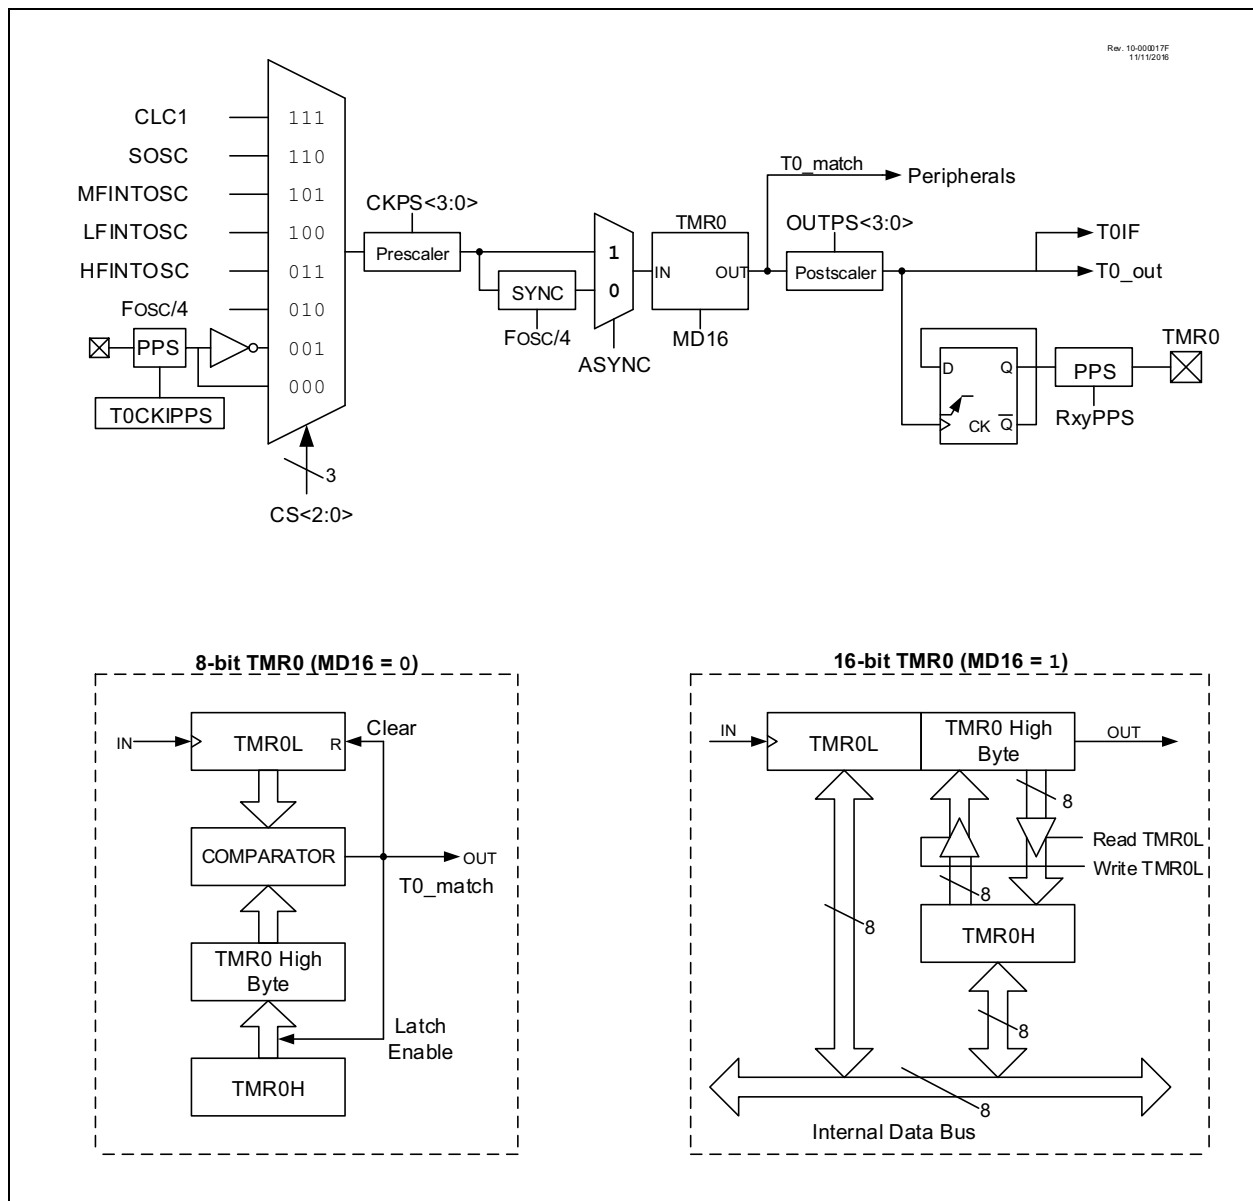 Rev. 10-000017F
11/11/2016
CLC1
111
SOSC
110
MFINTOSC
101
LFINTOSC
100
HFINTOSC
011
FOSC/4
010
PPS
001
000
T0CKIPPS
3
CS<2:0>
CKPS<3:0>
Prescaler
SYNC
FOSC/4
1
0
ASYNC
TMR0
IN
OUT
MD16
T0_match
Peripherals
OUTPS<3:0>
Postscaler
T0IF
T0_out
D
Q
CK
Q̅
PPS
RxyPPS
TMR0
8-bit TMR0 (MD16 = 0)
IN
TMR0L
R
Clear
COMPARATOR
OUT
T0_match
TMR0 High
Byte
Latch
Enable
TMR0H
16-bit TMR0 (MD16 = 1)
IN
TMR0L
TMR0 High
Byte
OUT
8
Read TMR0L
Write TMR0L
8
8
TMR0H
8
8
Internal Data Bus